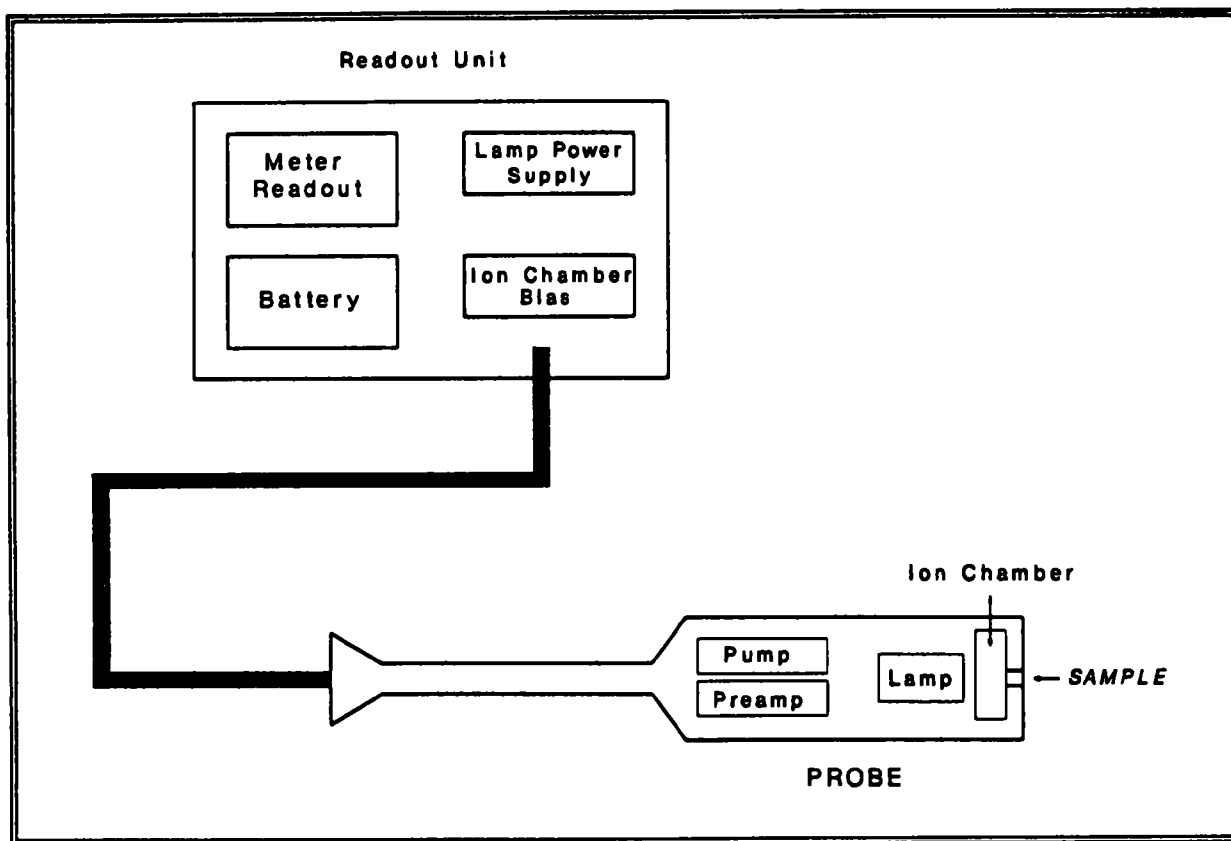 Readout Unit
Meter
Readout
Lamp Power
Supply
Battery
Ion Chamber
Bias
Ion Chamber
Pump
Preamp
Lamp
SAMPLE
PROBE